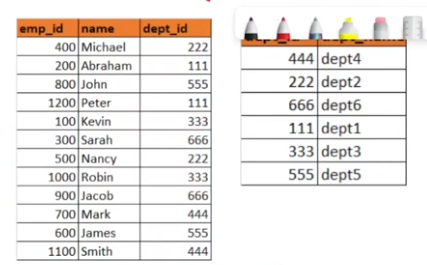 emp_id name dept_id
400 Michael 222
200 Abraham 111
800 John 555
1200 Peter 111
100 Kevin 333
300 Sarah 666
500 Nancy 222
1000 Robin 333
900 Jacob 666
700 Mark 444
600 James 555
1100 Smith 444
444 dept4
222 dept2
666 dept6
111 dept1
333 dept3
555 dept5